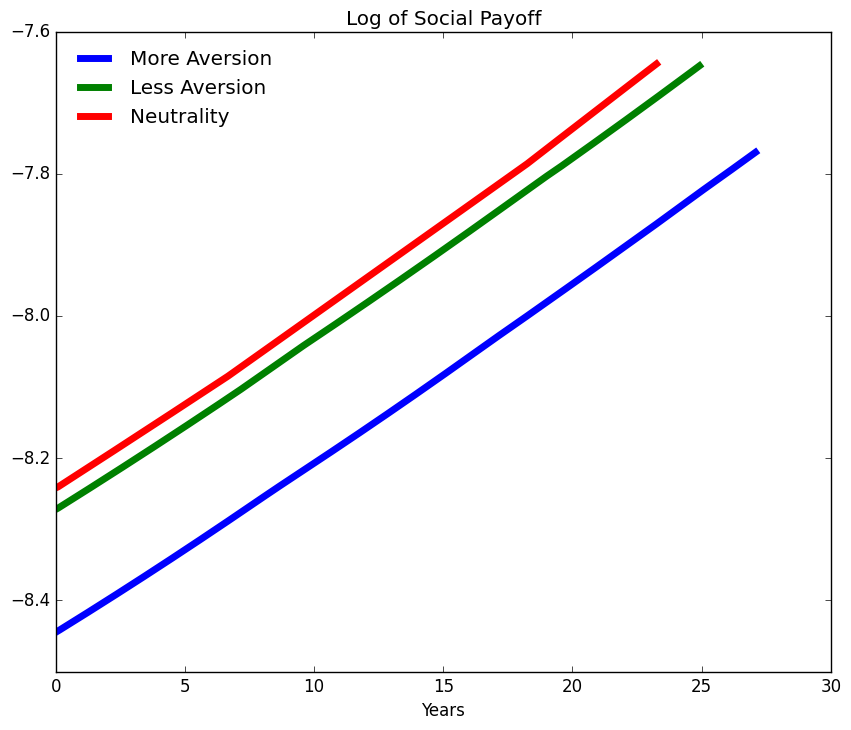 Log of Social Payoff
−7.6
More Aversion
Less Aversion
Neutrality
−7.8
−8.0
−8.2
−8.4
0 5 10 15 20 25 30
Years